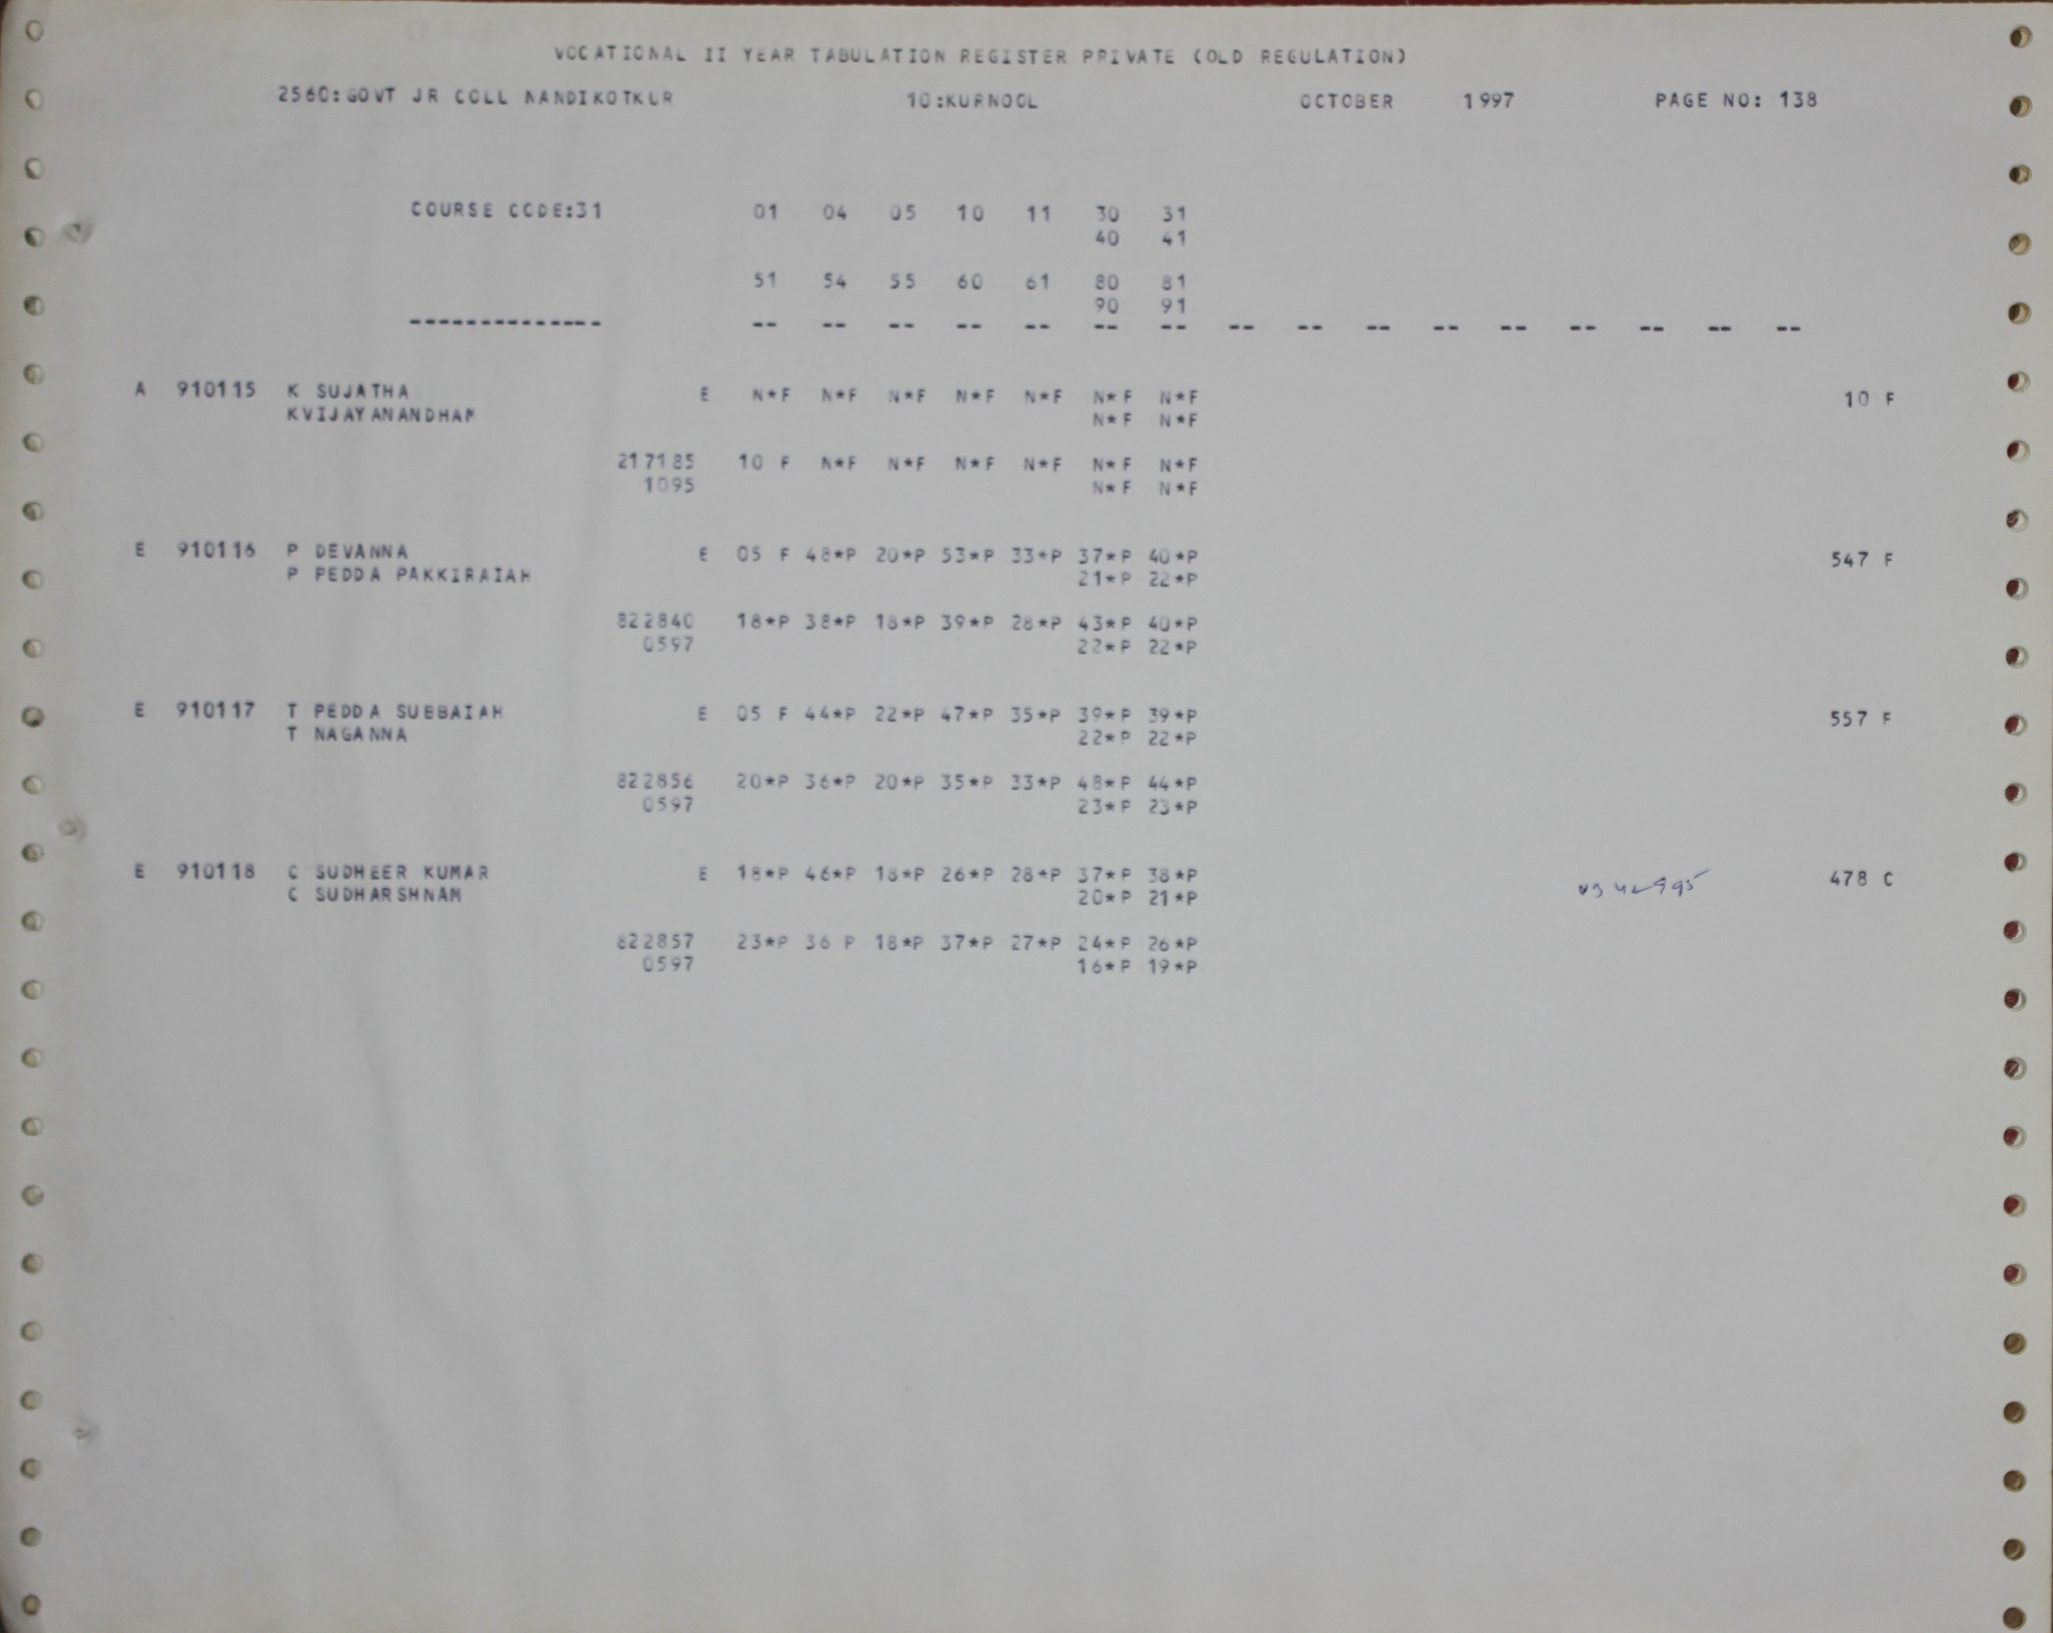 VOCATIONAL II YEAR TABULATION REGISTER PRIVATE (OLD REGULATION)
2560:GOVT JR COLL NANDIKOTKUR 10:KURNOOL OCTOBER 1997 PAGE NO: 138
COURSE CODE:31 01 04 05 10 11 30 31
40 41
51 54 55 60 61 80 81
90 91
-------------- -- -- -- -- -- -- -- -- -- -- -- -- -- -- -- --
A 910115 K SUJATHA E N*F N*F N*F N*F N*F N*F N*F 10 F
KVIJAYANANDHAR N*F N*F
217185 10 F N*F N*F N*F N*F N*F N*F
1095 N*F N*F
E 910116 P DEVANNA E 05 F 48*P 20*P 53*P 33*P 37*P 40*P 547 F
P PEDDA PAKKIRAIAH 21*P 22*P
822840 18*P 38*P 18*P 39*P 28*P 43*P 40*P
0597 22*P 22*P
E 910117 T PEDDA SUBBAIAH E 05 F 44*P 22*P 47*P 35*P 39*P 39*P 557 F
T NAGANNA 22*P 22*P
822856 20*P 36*P 20*P 35*P 33*P 48*P 44*P
0597 23*P 23*P
E 910118 C SUDHEER KUMAR E 18*P 46*P 18*P 26*P 28*P 37*P 38*P 478 C
C SUDHARSHNAM 20*P 21*P
822857 23*P 36 P 18*P 37*P 27*P 24*P 26*P
0597 16*P 19*P